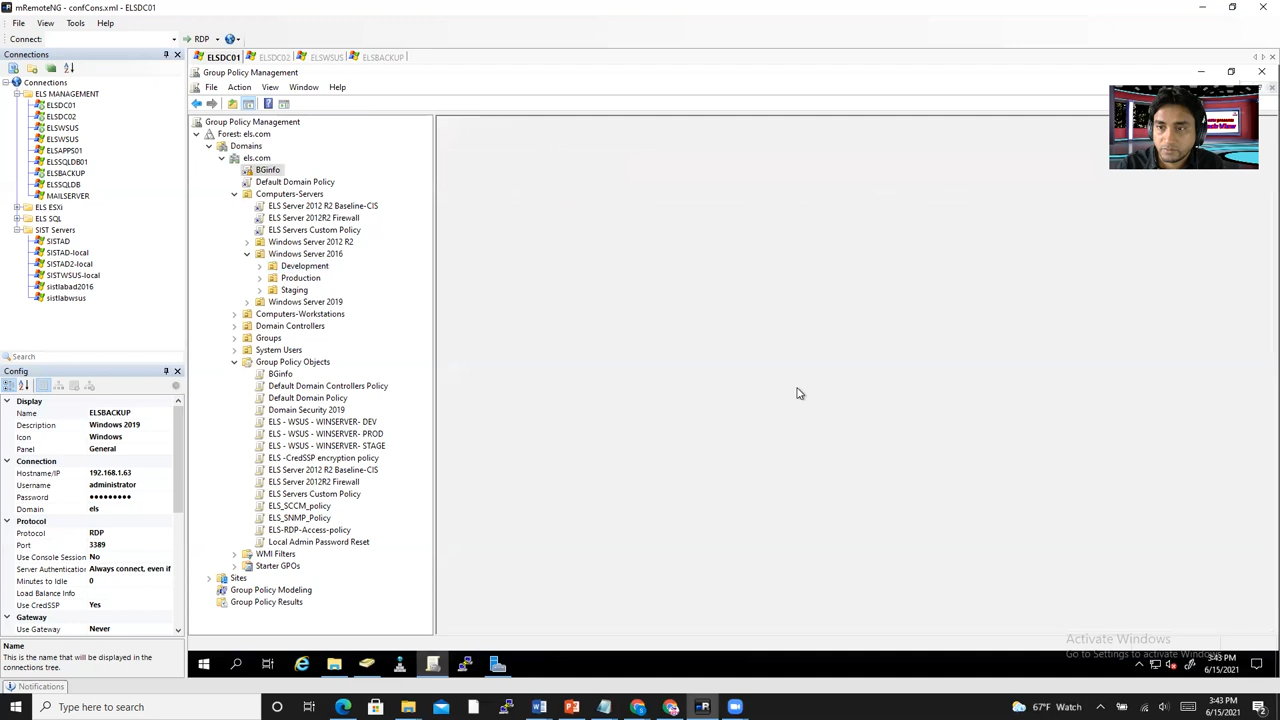 mRemoteNG - confCons.xml - ELSDC01
File View Tools Help
Connect: RDP
Connections
Connections
ELS MANAGEMENT
ELSDC01
ELSDC02
ELSWSUS
ELSWSUS
ELSAPPS01
ELSSQLDB01
ELSBACKUP
ELSSQLDB
MAILSERVER
ELS ESXi
ELS SQL
SIST Servers
SISTAD
SISTAD-local
SISTAD2-local
SISTWSUS-local
sistlabad2016
sistlabwsus
Search
Config
Display
Name ELSBACKUP
Description Windows 2019
Icon Windows
Panel General
Connection
Hostname/IP 192.168.1.63
Username administrator
Password •••••••••
Domain els
Protocol
Protocol RDP
Port 3389
Use Console Session No
Server Authentication Always connect, even if
Minutes to Idle 0
Load Balance Info
Use CredSSP Yes
Gateway
Use Gateway Never
Name
This is the name that will be displayed in the
connections tree.
Notifications
ELSDC01 ELSDC02 ELSWSUS ELSBACKUP
Group Policy Management
File Action View Window Help
Group Policy Management
Forest: els.com
Domains
els.com
BGinfo
Default Domain Policy
Computers-Servers
ELS Server 2012 R2 Baseline-CIS
ELS Server 2012R2 Firewall
ELS Servers Custom Policy
Windows Server 2012 R2
Windows Server 2016
Development
Production
Staging
Windows Server 2019
Computers-Workstations
Domain Controllers
Groups
System Users
Group Policy Objects
BGinfo
Default Domain Controllers Policy
Default Domain Policy
Domain Security 2019
ELS - WSUS - WINSERVER- DEV
ELS - WSUS - WINSERVER- PROD
ELS - WSUS - WINSERVER- STAGE
ELS -CredSSP encryption policy
ELS Server 2012 R2 Baseline-CIS
ELS Server 2012R2 Firewall
ELS Servers Custom Policy
ELS_SCCM_policy
ELS_SNMP_Policy
ELS-RDP-Access-policy
Local Admin Password Reset
WMI Filters
Starter GPOs
Sites
Group Policy Modeling
Group Policy Results
Activate Windows
Go to Settings to activate Windows
3:43 PM
6/15/2021
Type here to search
67°F Watch
3:43 PM
6/15/2021